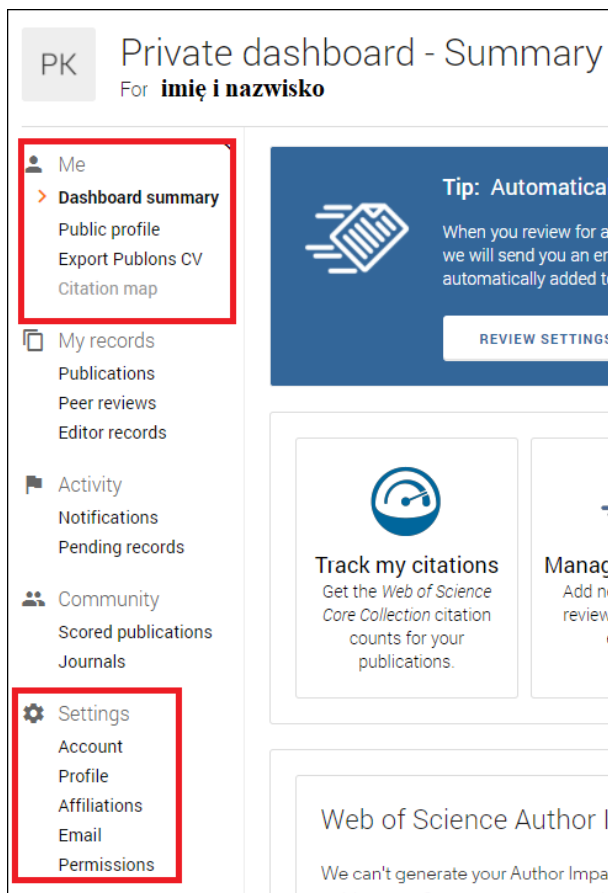 PK
Private dashboard - Summary
For imię i nazwisko
Me
Dashboard summary
Public profile
Export Publons CV
Citation map
My records
Publications
Peer reviews
Editor records
Activity
Notifications
Pending records
Community
Scored publications
Journals
Settings
Account
Profile
Affiliations
Email
Permissions
Tip: Automatica
When you review for a
we will send you an e
automatically added t
REVIEW SETTINGS
Track my citations
Get the Web of Science
Core Collection citation
counts for your
publications.
Manag
Add n
review
Web of Science Author I
We can't generate your Author Impa